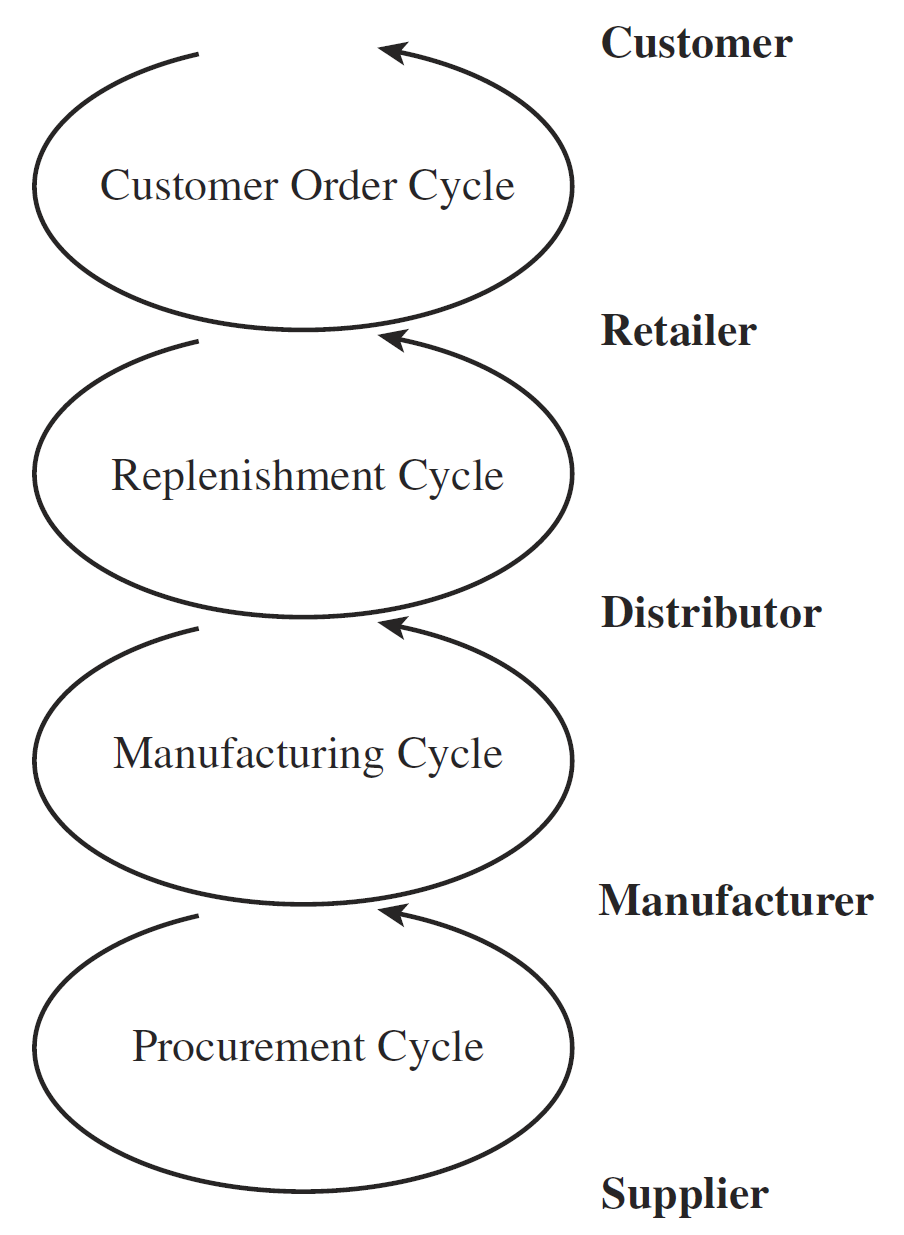 Customer
Customer Order Cycle
Retailer
Replenishment Cycle
Distributor
Manufacturing Cycle
Manufacturer
Procurement Cycle
Supplier